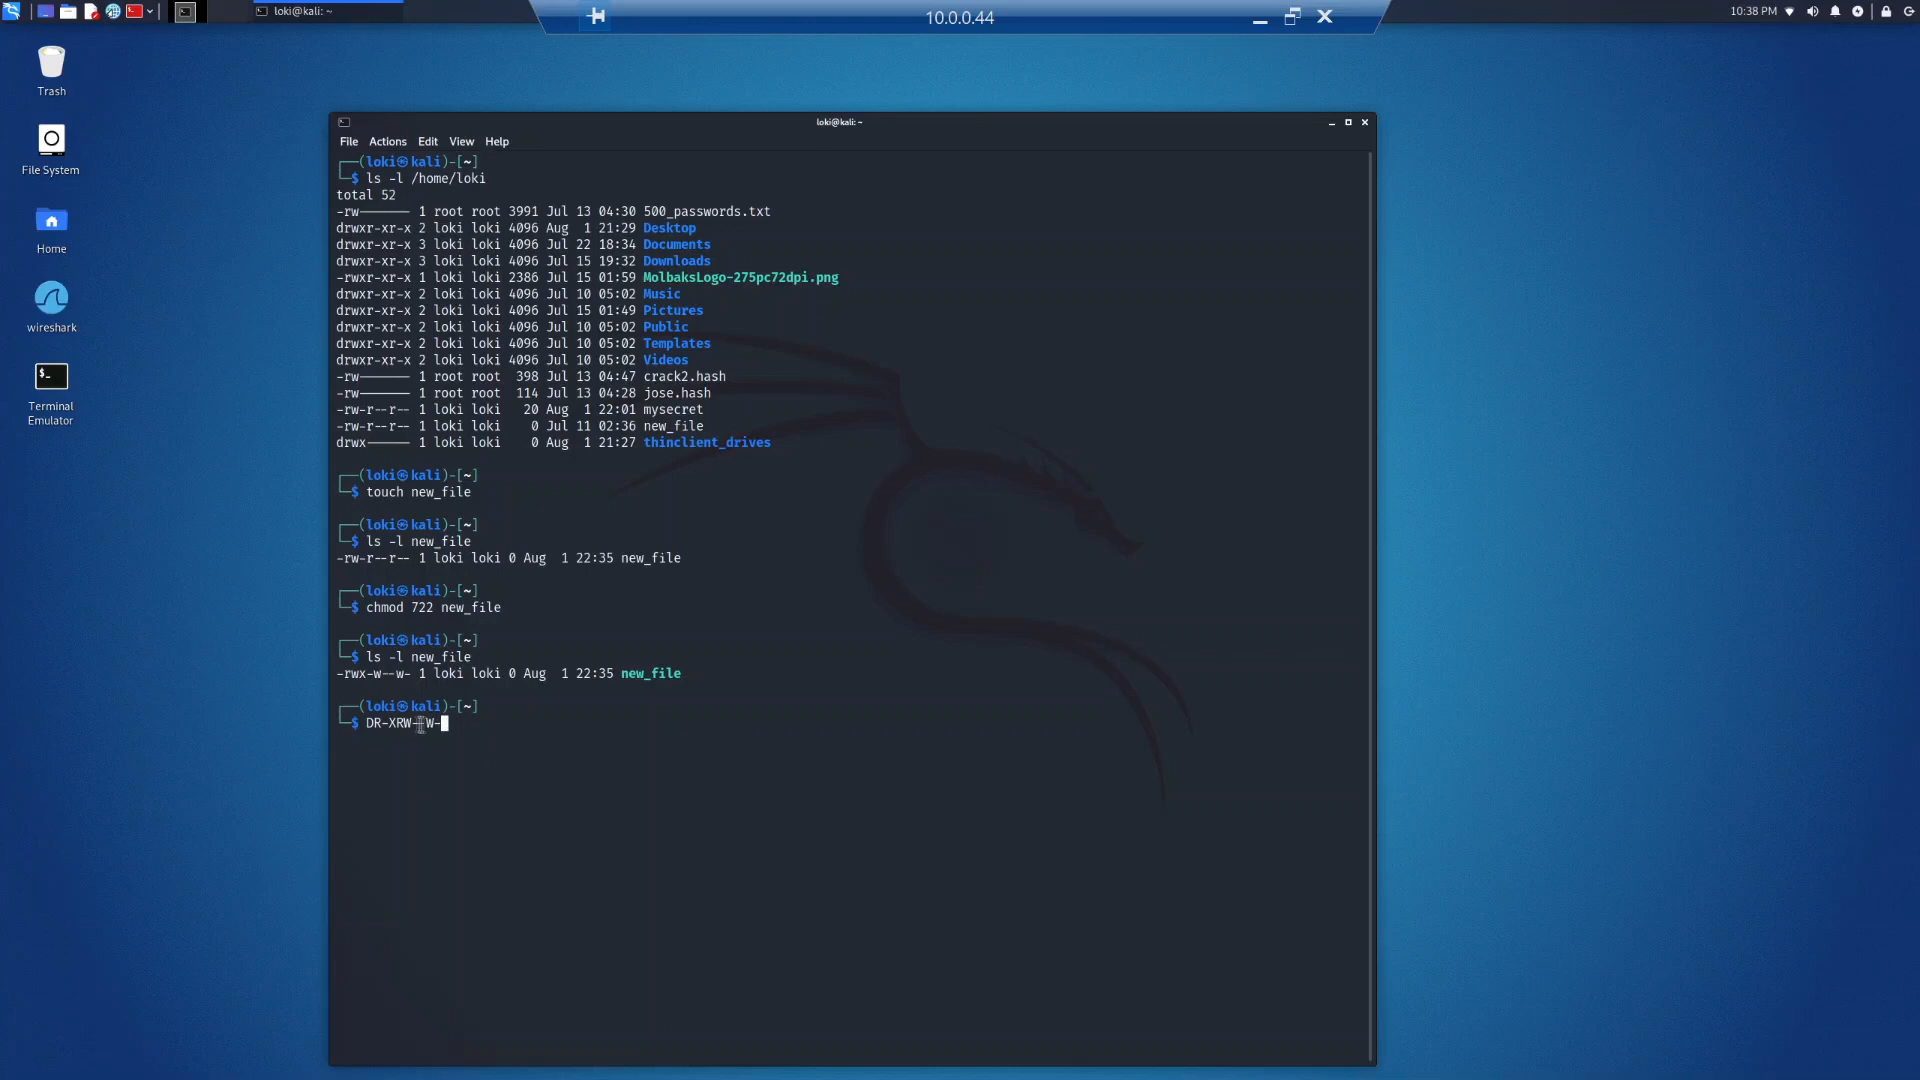 loki@kali: ~
10.0.0.44
10:38 PM
Trash
File System
Home
wireshark
$_
Terminal
Emulator
loki@kali: ~
File Actions Edit View Help
┌──(loki㉿kali)-[~]
└─$ ls -l /home/loki
total 52
-rw------- 1 root root 3991 Jul 13 04:30 500_passwords.txt
drwxr-xr-x 2 loki loki 4096 Aug  1 21:29 Desktop
drwxr-xr-x 3 loki loki 4096 Jul 22 18:34 Documents
drwxr-xr-x 3 loki loki 4096 Jul 15 19:32 Downloads
-rwxr-xr-x 1 loki loki 2386 Jul 15 01:59 MolbaksLogo-275pc72dpi.png
drwxr-xr-x 2 loki loki 4096 Jul 10 05:02 Music
drwxr-xr-x 2 loki loki 4096 Jul 15 01:49 Pictures
drwxr-xr-x 2 loki loki 4096 Jul 10 05:02 Public
drwxr-xr-x 2 loki loki 4096 Jul 10 05:02 Templates
drwxr-xr-x 2 loki loki 4096 Jul 10 05:02 Videos
-rw------- 1 root root  398 Jul 13 04:47 crack2.hash
-rw------- 1 root root  114 Jul 13 04:28 jose.hash
-rw-r--r-- 1 loki loki   20 Aug  1 22:01 mysecret
-rw-r--r-- 1 loki loki    0 Jul 11 02:36 new_file
drwx------ 1 loki loki    0 Aug  1 21:27 thinclient_drives
┌──(loki㉿kali)-[~]
└─$ touch new_file
┌──(loki㉿kali)-[~]
└─$ ls -l new_file
-rw-r--r-- 1 loki loki 0 Aug  1 22:35 new_file
┌──(loki㉿kali)-[~]
└─$ chmod 722 new_file
┌──(loki㉿kali)-[~]
└─$ ls -l new_file
-rwx-w--w- 1 loki loki 0 Aug  1 22:35 new_file
┌──(loki㉿kali)-[~]
└─$ DR-XRW--W-